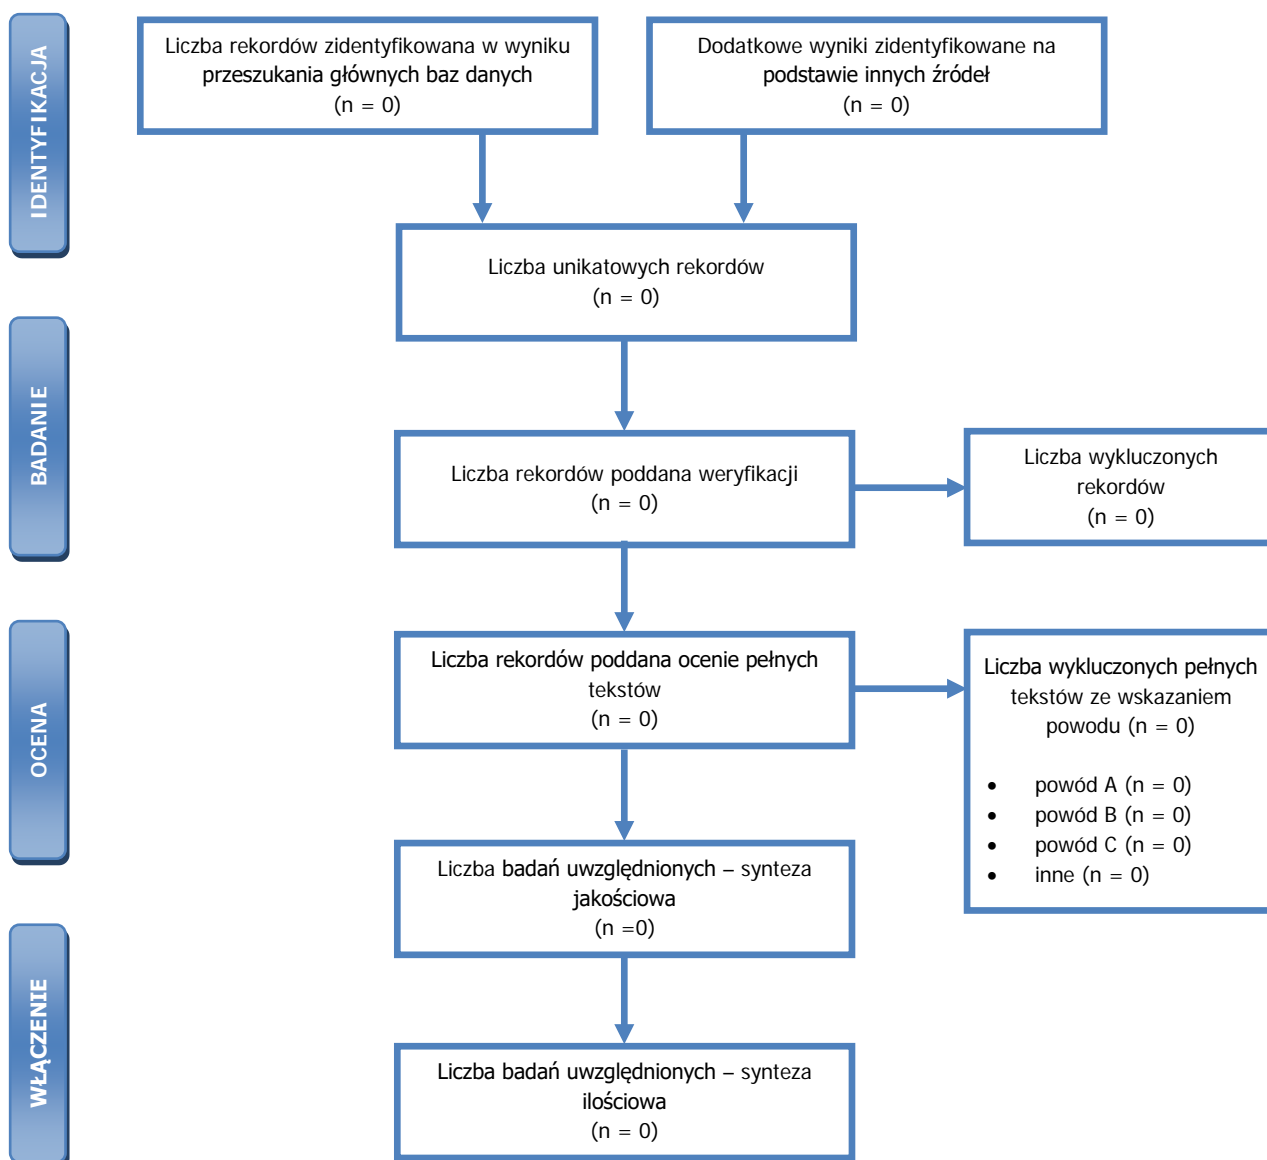 IDENTYFIKACJA
Liczba rekordów zidentyfikowana w wyniku
przeszukania głównych baz danych
(n = 0)
Dodatkowe wyniki zidentyfikowane na
podstawie innych źródeł
(n = 0)
Liczba unikatowych rekordów
(n = 0)
BADANIE
Liczba rekordów poddana weryfikacji
(n = 0)
Liczba wykluczonych
rekordów
(n = 0)
OCENA
Liczba rekordów poddana ocenie pełnych
tekstów
(n = 0)
Liczba wykluczonych pełnych
tekstów ze wskazaniem
powodu (n = 0)
• powód A (n = 0)
• powód B (n = 0)
• powód C (n = 0)
• inne (n = 0)
Liczba badań uwzględnionych – synteza
jakościowa
(n =0)
WŁĄCZENIE
Liczba badań uwzględnionych – synteza
ilościowa
(n = 0)